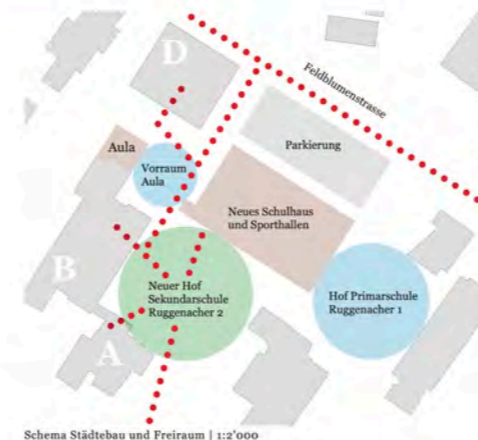 D
Feldblumenstrasse
Aula
Parkierung
Vorraum
Aula
Neues Schulhaus
und Sporthallen
B
Neuer Hof
Sekundarschule
Ruggenacher 2
Hof Primarschule
Ruggenacher 1
A
Schema Städtebau und Freiraum | 1:2'000